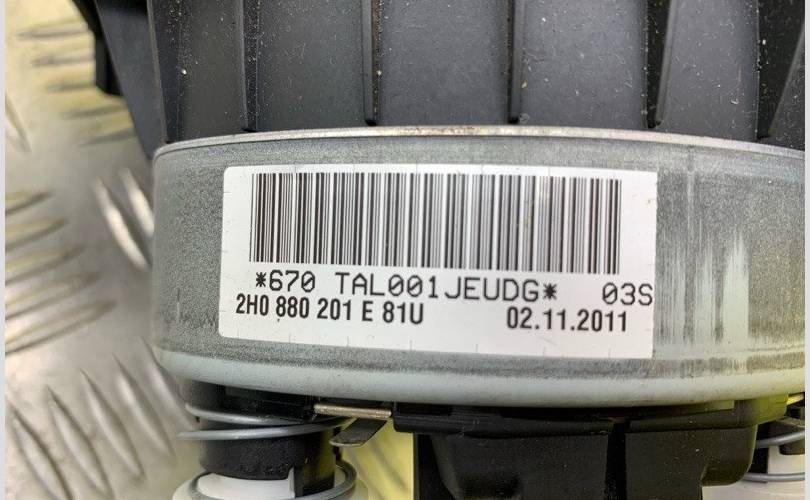 *670 TAL001JEUDG* 03S
2H0 880 201 E 81U 02.11.2011